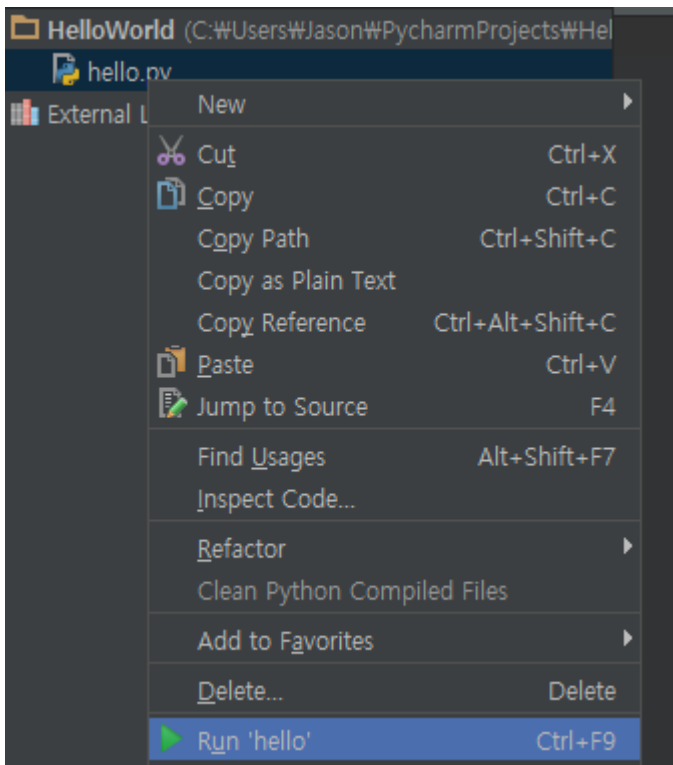 HelloWorld (C:₩Users₩Jason₩PycharmProjects₩Hel
hello.py
External L
New
Cut Ctrl+X
Copy Ctrl+C
Copy Path Ctrl+Shift+C
Copy as Plain Text
Copy Reference Ctrl+Alt+Shift+C
Paste Ctrl+V
Jump to Source F4
Find Usages Alt+Shift+F7
Inspect Code...
Refactor
Clean Python Compiled Files
Add to Favorites
Delete... Delete
Run 'hello' Ctrl+F9